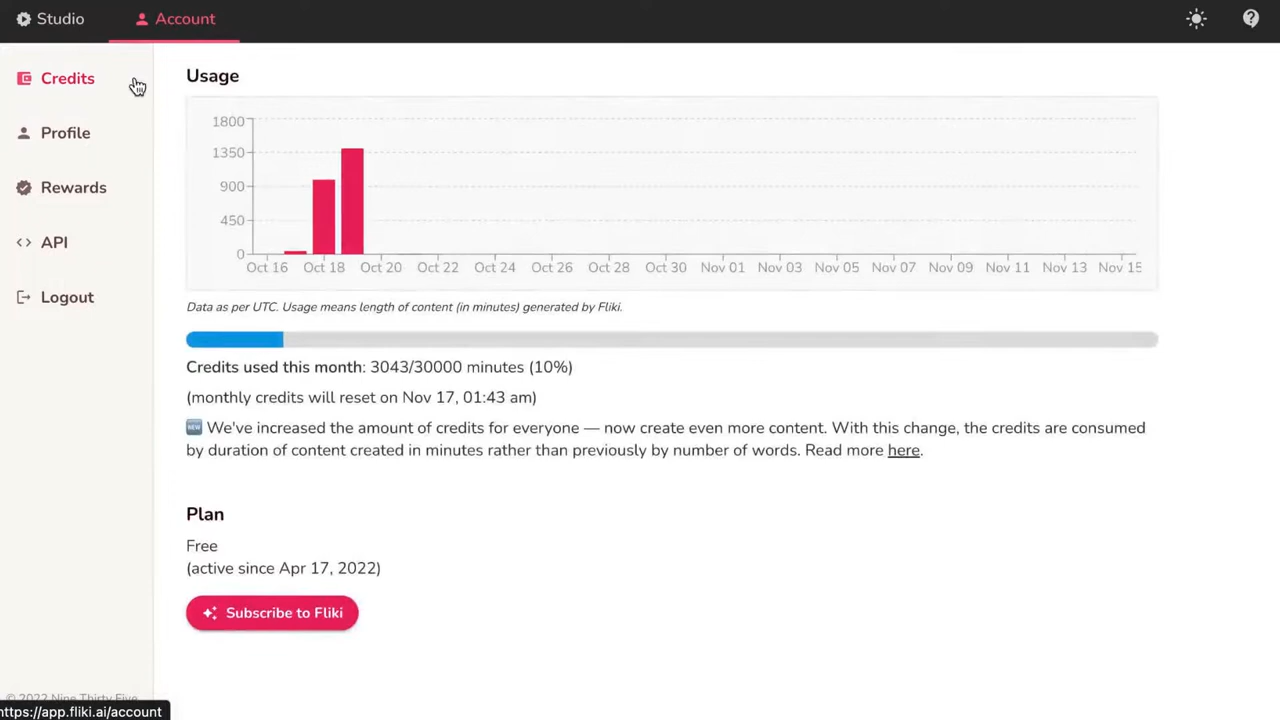 Studio
Account
Credits
Profile
Rewards
API
Logout
Usage
1800
1350
900
450
0
Oct 16 Oct 18 Oct 20 Oct 22 Oct 24 Oct 26 Oct 28 Oct 30 Nov 01 Nov 03 Nov 05 Nov 07 Nov 09 Nov 11 Nov 13 Nov 15
Data as per UTC. Usage means length of content (in minutes) generated by Fliki.
Credits used this month: 3043/30000 minutes (10%)
(monthly credits will reset on Nov 17, 01:43 am)
NEW We've increased the amount of credits for everyone — now create even more content. With this change, the credits are consumed
by duration of content created in minutes rather than previously by number of words. Read more here.
Plan
Free
(active since Apr 17, 2022)
Subscribe to Fliki
© 2022 Nine Thirty Five
https://app.fliki.ai/account